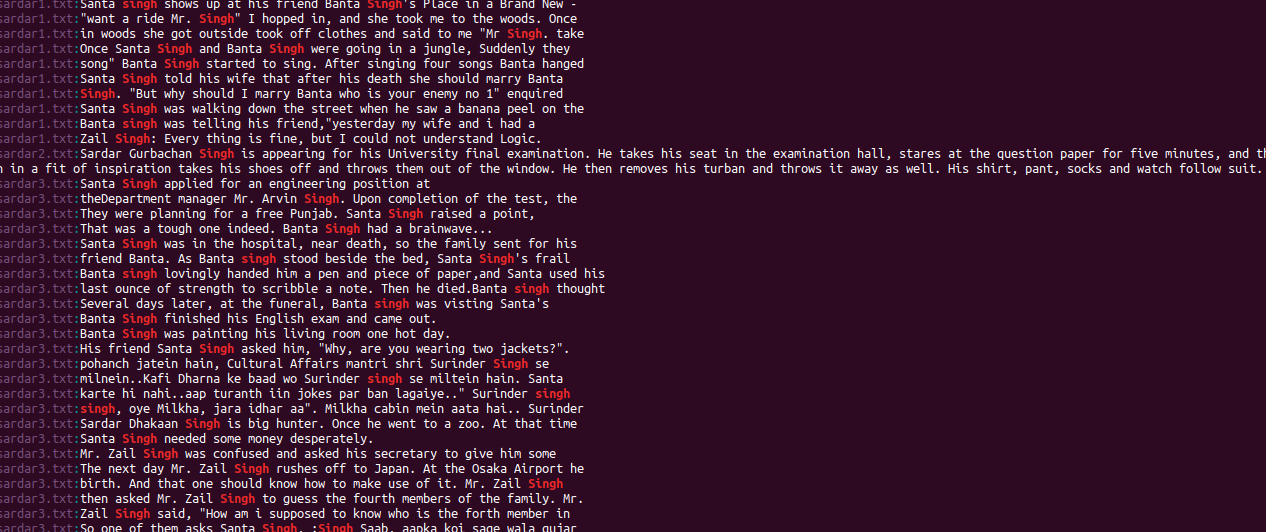 sardar1.txt:Santa singh shows up at his friend Banta Singh's Place in a Brand New -
sardar1.txt:"want a ride Mr. Singh" I hopped in, and she took me to the woods. Once
sardar1.txt:in woods she got outside took off clothes and said to me "Mr Singh. take
sardar1.txt:Once Santa Singh and Banta Singh were going in a jungle, Suddenly they
sardar1.txt:song" Banta Singh started to sing. After singing four songs Banta hanged
sardar1.txt:Santa Singh told his wife that after his death she should marry Banta
sardar1.txt:Singh. "But why should I marry Banta who is your enemy no 1" enquired
sardar1.txt:Santa Singh was walking down the street when he saw a banana peel on the
sardar1.txt:Banta singh was telling his friend,"yesterday my wife and i had a
sardar1.txt:Zail Singh: Every thing is fine, but I could not understand Logic.
sardar2.txt:Sardar Gurbachan Singh is appearing for his University final examination. He takes his seat in the examination hall, stares at the question paper for five minutes, and th
n in a fit of inspiration takes his shoes off and throws them out of the window. He then removes his turban and throws it away as well. His shirt, pant, socks and watch follow suit.
sardar3.txt:Santa Singh applied for an engineering position at
sardar3.txt:theDepartment manager Mr. Arvin Singh. Upon completion of the test, the
sardar3.txt:They were planning for a free Punjab. Santa Singh raised a point,
sardar3.txt:That was a tough one indeed. Banta Singh had a brainwave...
sardar3.txt:Santa Singh was in the hospital, near death, so the family sent for his
sardar3.txt:friend Banta. As Banta singh stood beside the bed, Santa Singh's frail
sardar3.txt:Banta singh lovingly handed him a pen and piece of paper,and Santa used his
sardar3.txt:last ounce of strength to scribble a note. Then he died.Banta singh thought
sardar3.txt:Several days later, at the funeral, Banta singh was visting Santa's
sardar3.txt:Banta Singh finished his English exam and came out.
sardar3.txt:Banta Singh was painting his living room one hot day.
sardar3.txt:His friend Santa Singh asked him, "Why, are you wearing two jackets?".
sardar3.txt:pohanch jatein hain, Cultural Affairs mantri shri Surinder Singh se
sardar3.txt:milnein..Kafi Dharna ke baad wo Surinder singh se miltein hain. Santa
sardar3.txt:karte hi nahi..aap turanth iin jokes par ban lagaiye.." Surinder singh
sardar3.txt:singh, oye Milkha, jara idhar aa". Milkha cabin mein aata hai.. Surinder
sardar3.txt:Sardar Dhakaan Singh is big hunter. Once he went to a zoo. At that time
sardar3.txt:Santa Singh needed some money desperately.
sardar3.txt:Mr. Zail Singh was confused and asked his secretary to give him some
sardar3.txt:The next day Mr. Zail Singh rushes off to Japan. At the Osaka Airport he
sardar3.txt:birth. And that one should know how to make use of it. Mr. Zail Singh
sardar3.txt:then asked Mr. Zail Singh to guess the fourth members of the family. Mr.
sardar3.txt:Zail Singh said, "How am i supposed to know who is the forth member in
sardar3.txt:So one of them asks Santa Singh. :Singh Saab, aapka koi sage wala gujar